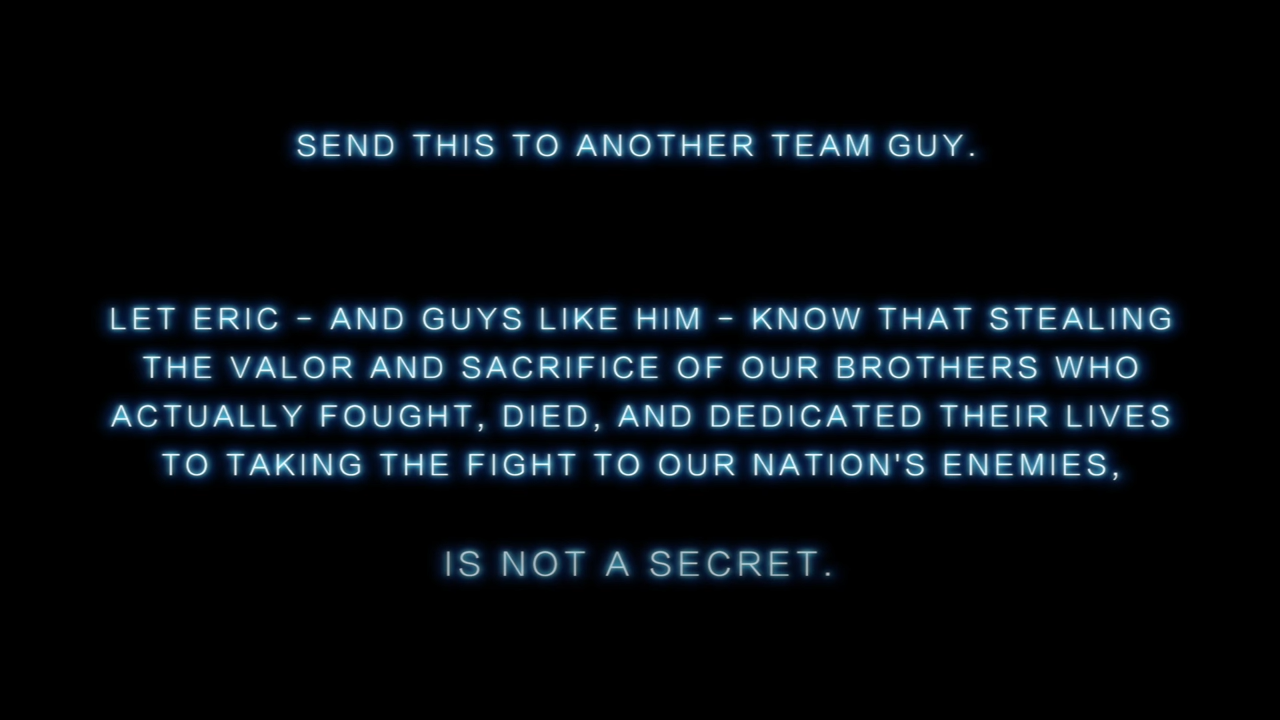 SEND THIS TO ANOTHER TEAM GUY.
LET ERIC - AND GUYS LIKE HIM - KNOW THAT STEALING
THE VALOR AND SACRIFICE OF OUR BROTHERS WHO
ACTUALLY FOUGHT, DIED, AND DEDICATED THEIR LIVES
TO TAKING THE FIGHT TO OUR NATION'S ENEMIES,
IS NOT A SECRET.